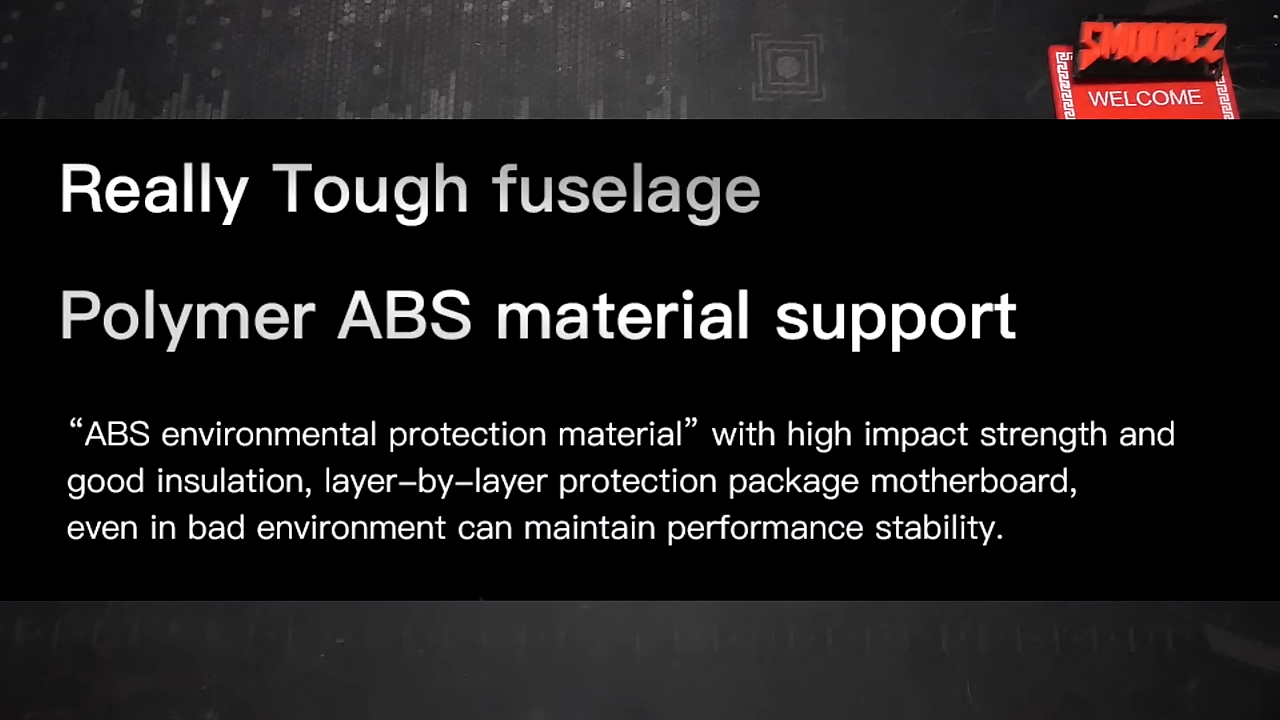 SMOOREZ
WELCOME
Really Tough fuselage
Polymer ABS material support
“ABS environmental protection material” with high impact strength and
good insulation, layer–by–layer protection package motherboard,
even in bad environment can maintain performance stability.